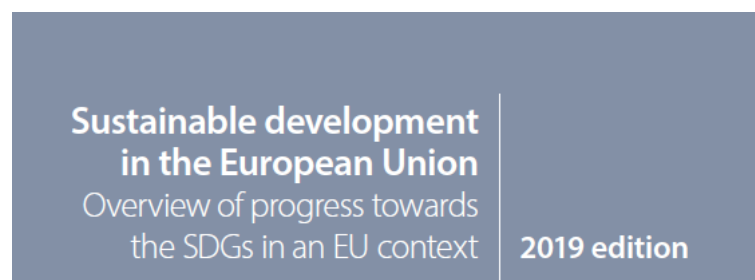 Sustainable development
in the European Union
Overview of progress towards
the SDGs in an EU context
2019 edition